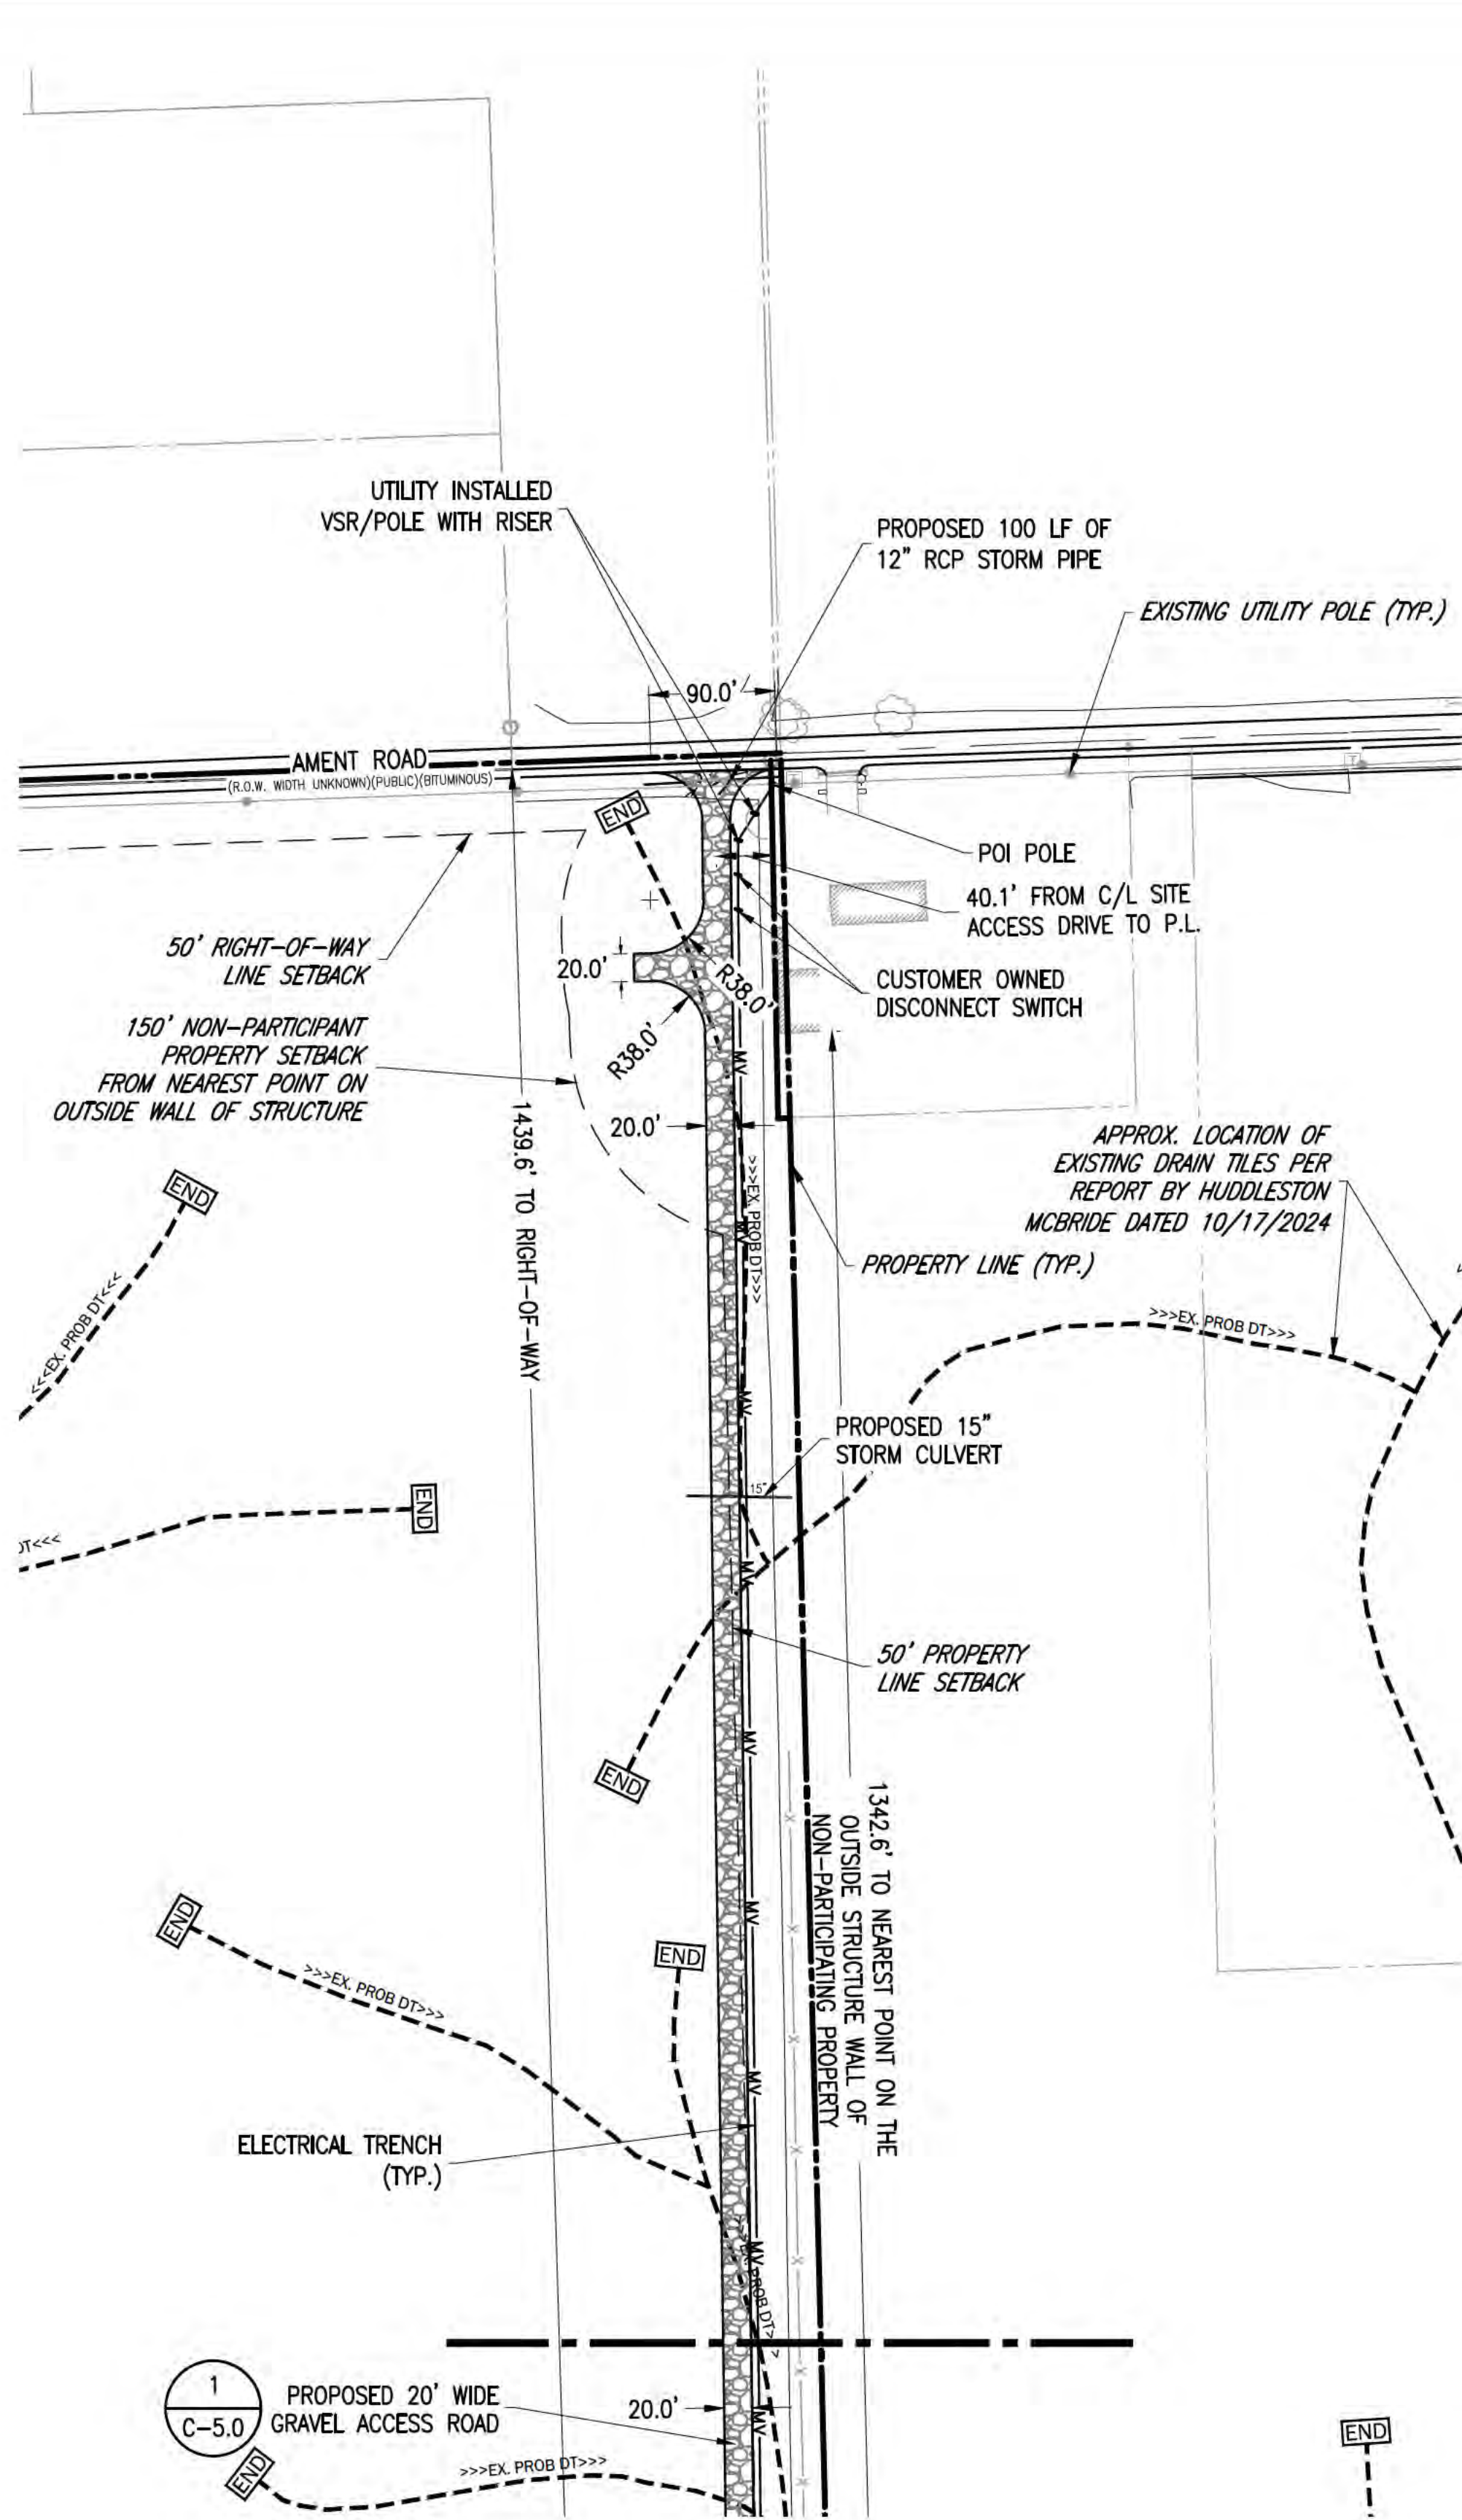 UTILITY INSTALLED
VSR/POLE WITH RISER
PROPOSED 100 LF OF
12" RCP STORM PIPE
EXISTING UTILITY POLE (TYP.)
90.0'
AMENT ROAD
(R.O.W. WIDTH UNKNOWN)(PUBLIC)(BITUMINOUS)
T
END
POI POLE
40.1' FROM C/L SITE
ACCESS DRIVE TO P.L.
50' RIGHT-OF-WAY
LINE SETBACK
20.0'
R38.0'
CUSTOMER OWNED
DISCONNECT SWITCH
150' NON-PARTICIPANT
PROPERTY SETBACK
FROM NEAREST POINT ON
OUTSIDE WALL OF STRUCTURE
R38.0'
MV
1439.6' TO RIGHT-OF-WAY
20.0'
APPROX. LOCATION OF
EXISTING DRAIN TILES PER
REPORT BY HUDDLESTON
MCBRIDE DATED 10/17/2024
END
>>>EX. PROB DT>>>
MV
PROPERTY LINE (TYP.)
<<<EX. PROB DT<<<
>>>EX. PROB DT>>>
MV
PROPOSED 15"
STORM CULVERT
15"
END
DT<<<
MV
50' PROPERTY
LINE SETBACK
MV
END
1342.6' TO NEAREST POINT ON THE
OUTSIDE STRUCTURE WALL OF
NON-PARTICIPATING PROPERTY
END
MV
END
>>>EX. PROB DT>>>
MV
ELECTRICAL TRENCH
(TYP.)
MV
>>>EX. PROB DT>>>
1
C-5.0
PROPOSED 20' WIDE
GRAVEL ACCESS ROAD
20.0'
MV
END
END
>>>EX. PROB DT>>>